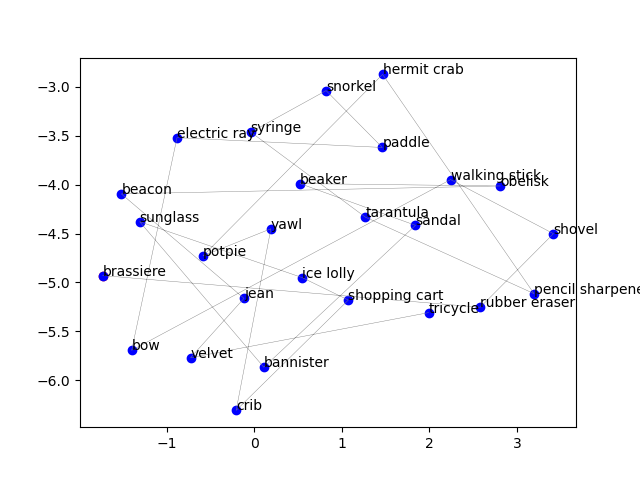 hermit crab
−3.0
snorkel
−3.5
electric ray
syringe
paddle
−4.0
beaker
walking stick
obelisk
beacon
sunglass
tarantula
sandal
−4.5
yawl
shovel
potpie
−5.0
brassiere
ice lolly
jean
shopping cart
pencil sharpene
rubber eraser
−5.5
tricycle
bow
velvet
bannister
−6.0
crib
−1
0
1
2
3